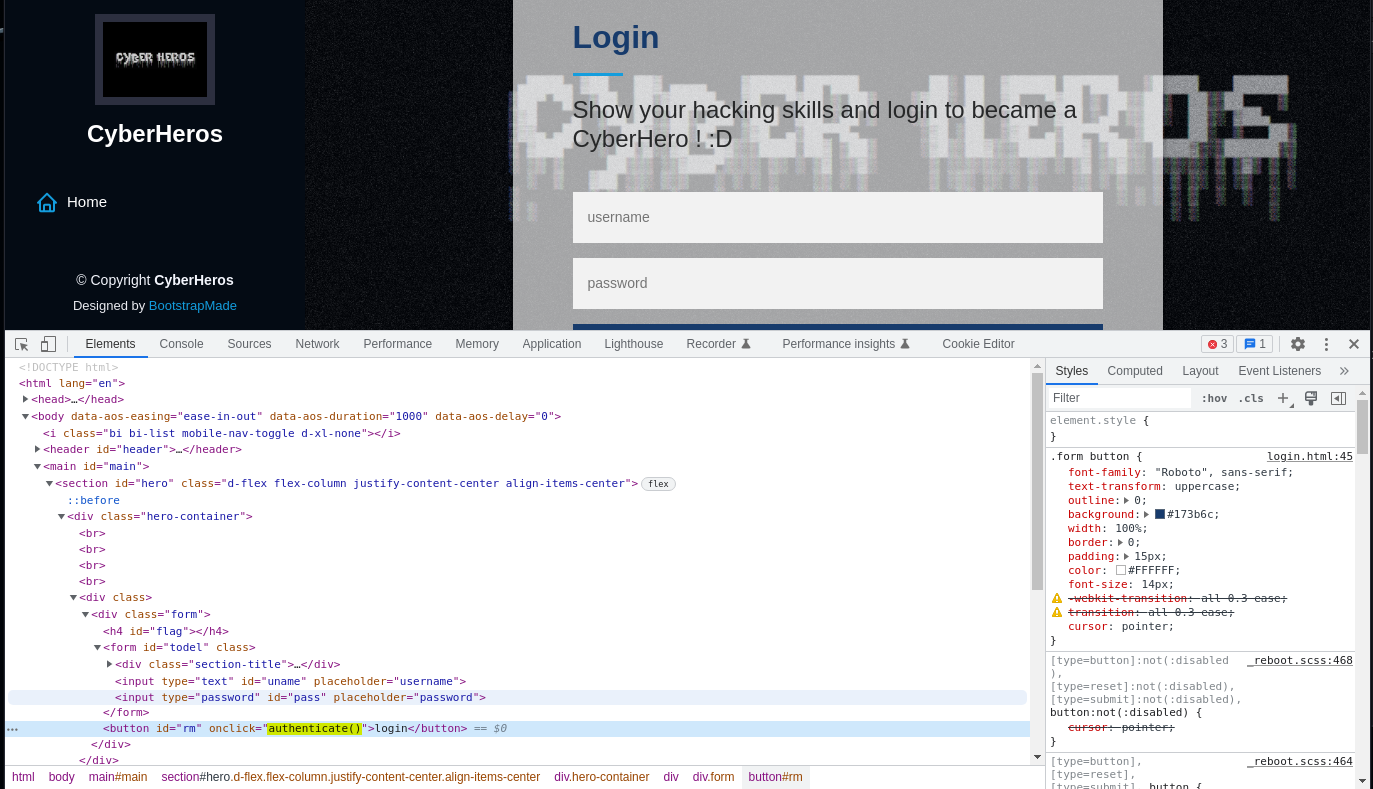 CYBER HEROS
CyberHeros
Home
© Copyright CyberHeros
Designed by BootstrapMade
CYBER HEROS
Login
Show your hacking skills and login to became a
CyberHero ! :D
username
password
Elements Console Sources Network Performance Memory Application Lighthouse Recorder Performance insights Cookie Editor 3 1
<!DOCTYPE html>
<html lang="en">
<head>…</head>
<body data-aos-easing="ease-in-out" data-aos-duration="1000" data-aos-delay="0">
<i class="bi bi-list mobile-nav-toggle d-xl-none"></i>
<header id="header">…</header>
<main id="main">
<section id="hero" class="d-flex flex-column justify-content-center align-items-center"> flex
::before
<div class="hero-container">
<br>
<br>
<br>
<br>
<div class>
<div class="form">
<h4 id="flag"></h4>
<form id="todel" class>
<div class="section-title">…</div>
<input type="text" id="uname" placeholder="username">
<input type="password" id="pass" placeholder="password">
</form>
<button id="rm" onclick="authenticate()">login</button> == $0
</div>
</div>
html body main#main section#hero.d-flex.flex-column.justify-content-center.align-items-center div.hero-container div div.form button#rm
Styles Computed Layout Event Listeners »
Filter :hov .cls
element.style {
}
.form button { login.html:45
font-family: "Roboto", sans-serif;
text-transform: uppercase;
outline: 0;
background: #173b6c;
width: 100%;
border: 0;
padding: 15px;
color: #FFFFFF;
font-size: 14px;
-webkit-transition: all 0.3 ease;
transition: all 0.3 ease;
cursor: pointer;
}
[type=button]:not(:disabled _reboot.scss:468
),
[type=reset]:not(:disabled),
[type=submit]:not(:disabled),
button:not(:disabled) {
cursor: pointer;
}
[type=button], _reboot.scss:464
[type=reset],
[type=submit], button {